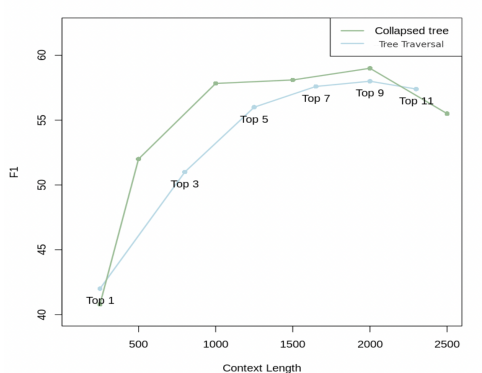 Collapsed tree
Tree Traversal
60
55
50
45
40
F1
Top 1
Top 3
Top 5
Top 7
Top 9
Top 11
500
1000
1500
2000
2500
Context Length